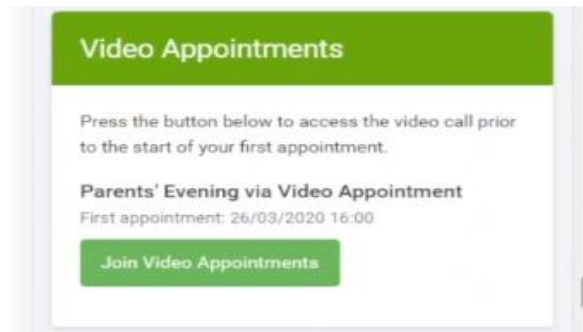 Video Appointments
Press the button below to access the video call prior
to the start of your first appointment.
Parents' Evening via Video Appointment
First appointment: 26/03/2020 16:00
Join Video Appointments